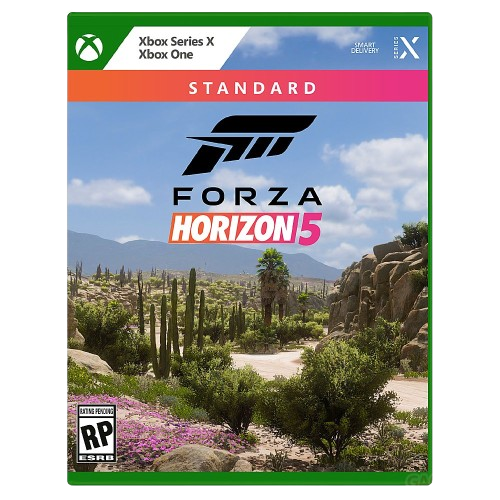 Xbox Series X
Xbox One
SMART
DELIVERY
SERIES
X
STANDARD
FORZA
HORIZON 5
RATING PENDING
RP
ESRB